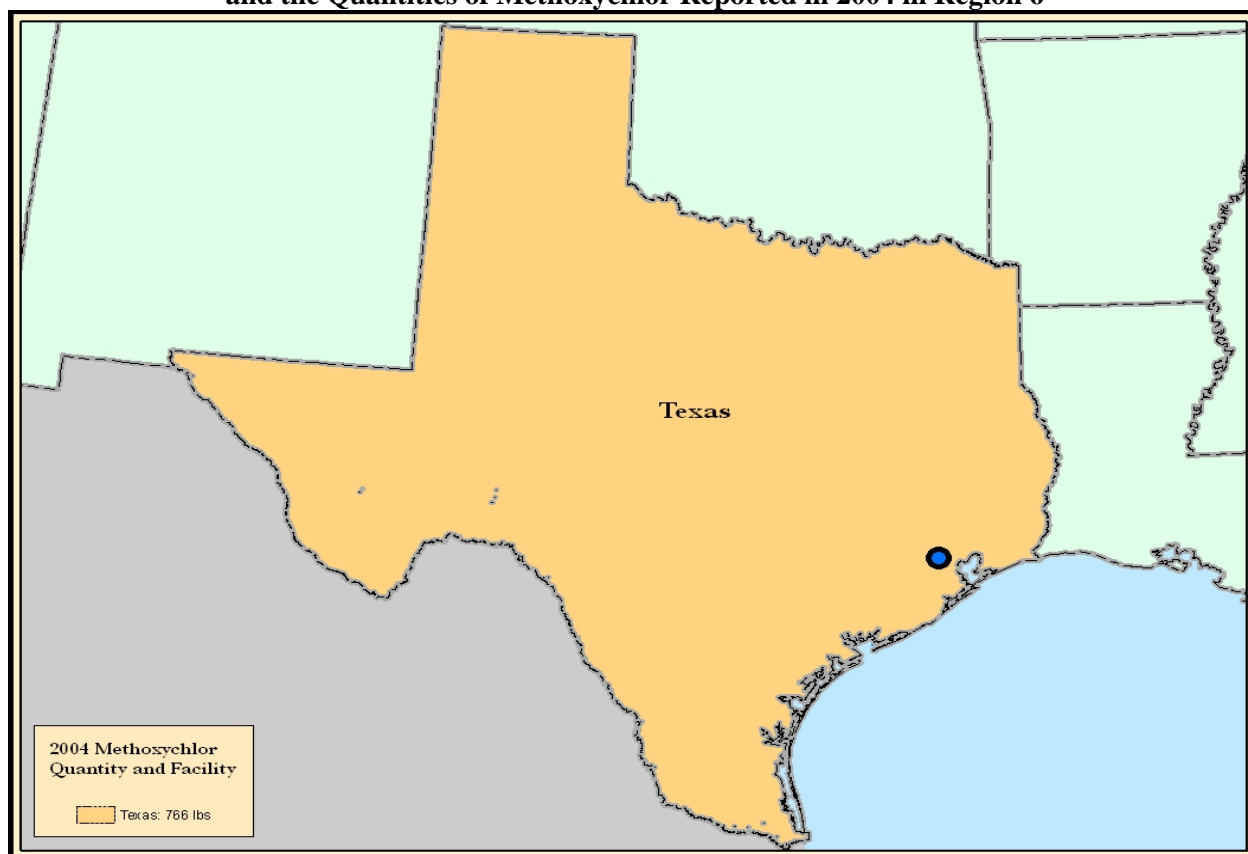 and the Quantities of Methoxychlor Reported in 2004 in Region 6
Texas
2004 Methoxychlor
Quantity and Facility
Texas: 766 lbs